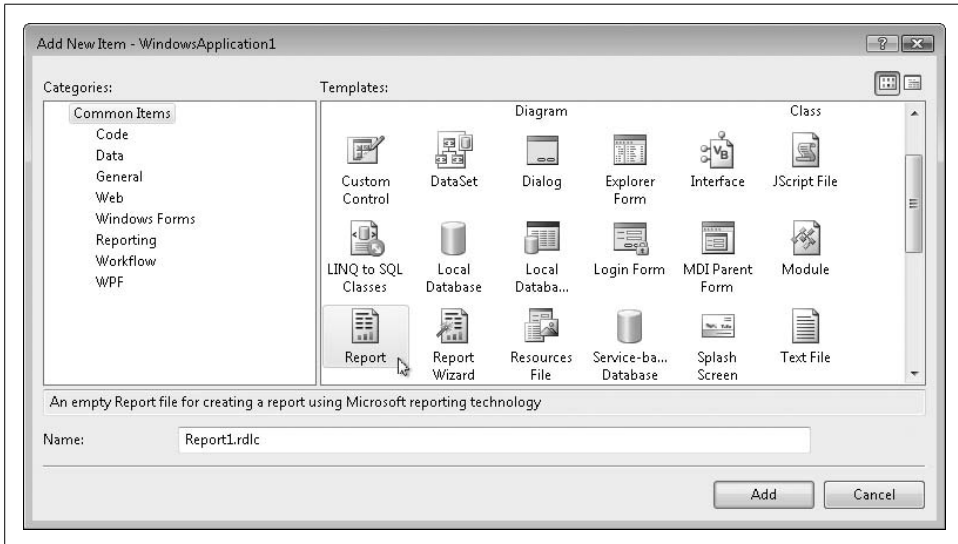 Add New Item - WindowsApplication1
Categories:
Templates:
Common Items
Code
Data
General
Web
Windows Forms
Reporting
Workflow
WPF
Diagram
Class
Custom
Control
DataSet
Dialog
Explorer
Form
Interface
JScript File
LINQ to SQL
Classes
Local
Database
Local
Databa...
Login Form
MDI Parent
Form
Module
Report
Report
Wizard
Resources
File
Service-ba...
Database
Splash
Screen
Text File
An empty Report file for creating a report using Microsoft reporting technology
Name:
Report1.rdlc
Add
Cancel